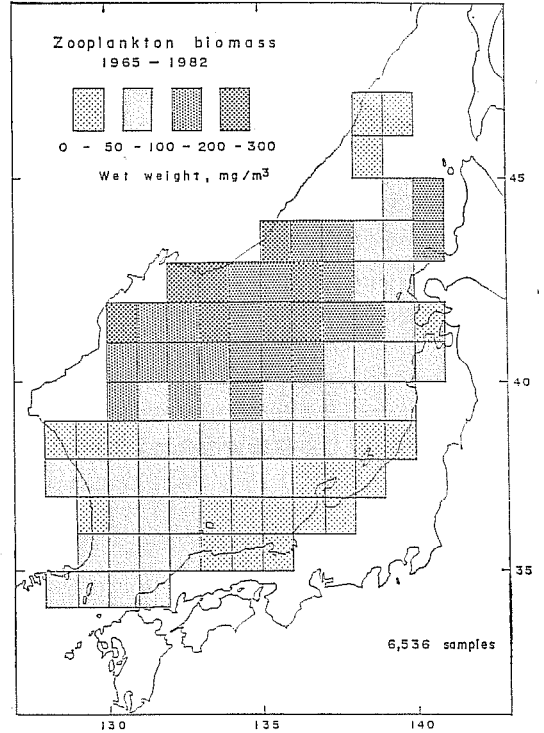 Zooplankton biomass
1965 – 1982
0 – 50 – 100 – 200 – 300
Wet weight, mg/m³
45
40
35
6,536 samples
130 135 140